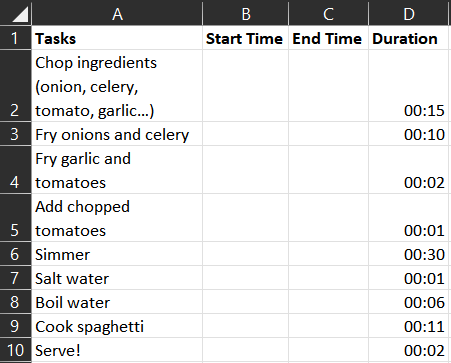 A B C D
1 Tasks Start Time End Time Duration
Chop ingredients
(onion, celery,
2 tomato, garlic...) 00:15
3 Fry onions and celery 00:10
Fry garlic and
4 tomatoes 00:02
Add chopped
5 tomatoes 00:01
6 Simmer 00:30
7 Salt water 00:01
8 Boil water 00:06
9 Cook spaghetti 00:11
10 Serve! 00:02